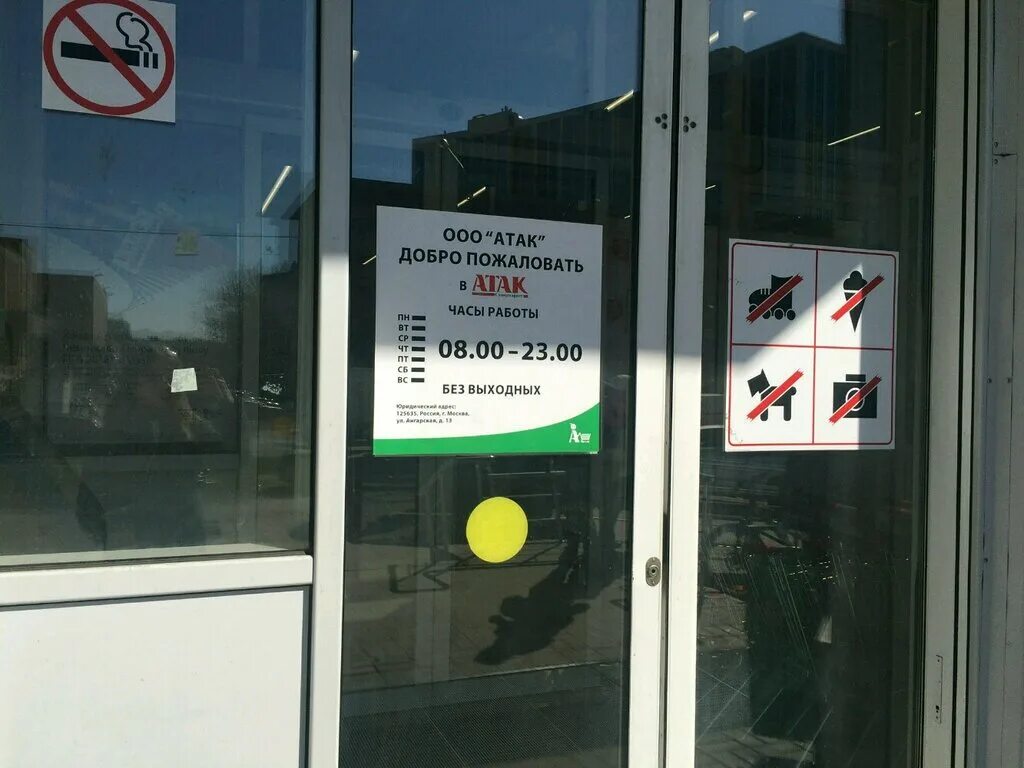 ООО "АТАК"
ДОБРО ПОЖАЛОВАТЬ
В АТАК
супермаркет
ЧАСЫ РАБОТЫ
ПН
ВТ
СР
ЧТ
ПТ
СБ
ВС
08.00 – 23.00
БЕЗ ВЫХОДНЫХ
Юридический адрес:
125635, Россия, г. Москва,
ул. Ангарская, д. 13